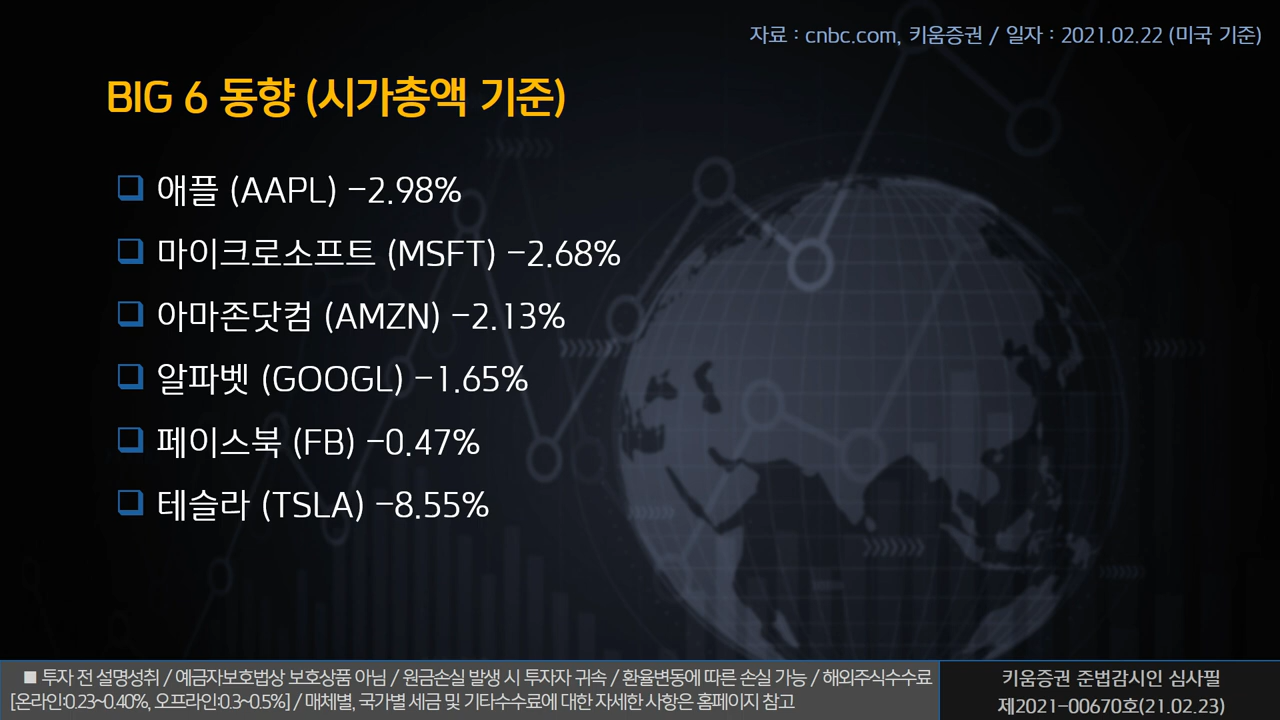 자료 : cnbc.com, 키움증권 / 일자 : 2021.02.22 (미국 기준)
BIG 6 동향 (시가총액 기준)
❑ 애플 (AAPL) -2.98%
❑ 마이크로소프트 (MSFT) -2.68%
❑ 아마존닷컴 (AMZN) -2.13%
❑ 알파벳 (GOOGL) -1.65%
❑ 페이스북 (FB) -0.47%
❑ 테슬라 (TSLA) -8.55%
■ 투자 전 설명성취 / 예금자보호법상 보호상품 아님 / 원금손실 발생 시 투자자 귀속 / 환율변동에 따른 손실 가능 / 해외주식수수료
[온라인:0.23~0.40%, 오프라인:0.3~0.5%] / 매체별, 국가별 세금 및 기타수수료에 대한 자세한 사항은 홈페이지 참고
키움증권 준법감시인 심사필
제2021-00670호(21.02.23)